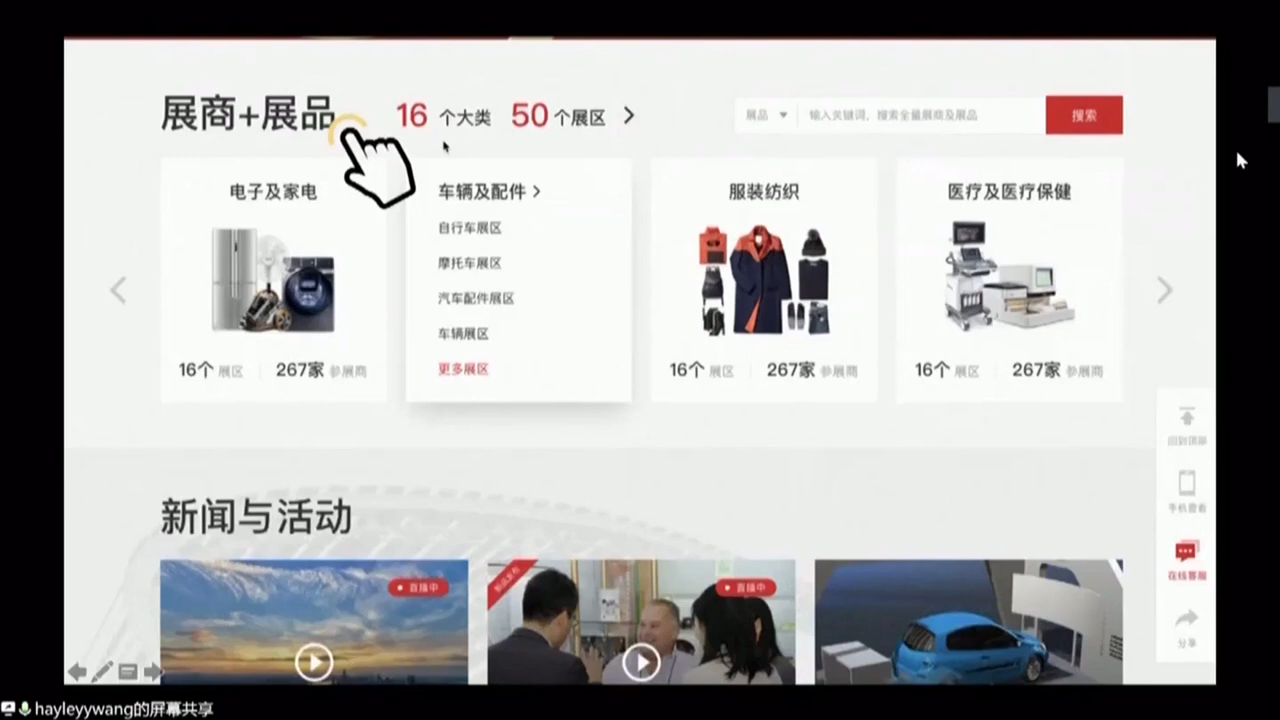 展商+展品 16 个大类 50 个展区
展品 输入关键词，搜索全量展商及展品 搜索
电子及家电
16个 展区 267家 参展商
车辆及配件
自行车展区
摩托车展区
汽车配件展区
车辆展区
更多展区
服装纺织
16个 展区 267家 参展商
医疗及医疗保健
16个 展区 267家 参展商
回到顶部
手机查看
在线客服
分享
新闻与活动
直播中
新品发布
直播中
hayleyywang的屏幕共享